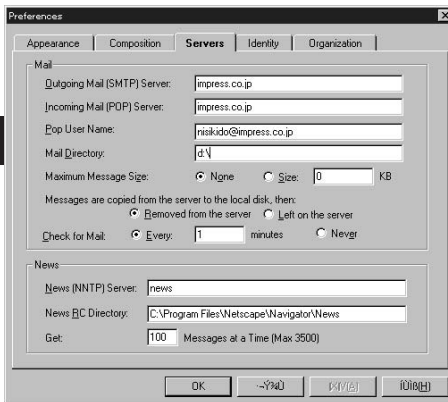 Preferences
Appearance Composition Servers Identity Organization
Mail
Outgoing Mail (SMTP) Server: impress.co.jp
Incoming Mail (POP) Server: impress.co.jp
Pop User Name: nisikido@impress.co.jp
Mail Directory: d:\
Maximum Message Size: None Size: 0 KB
Messages are copied from the server to the local disk, then:
Removed from the server Left on the server
Check for Mail: Every: 1 minutes Never
News
News (NNTP) Server: news
News RC Directory: C:\Program Files\Netscape\Navigator\News
Get: 100 Messages at a Time (Max 3500)
OK